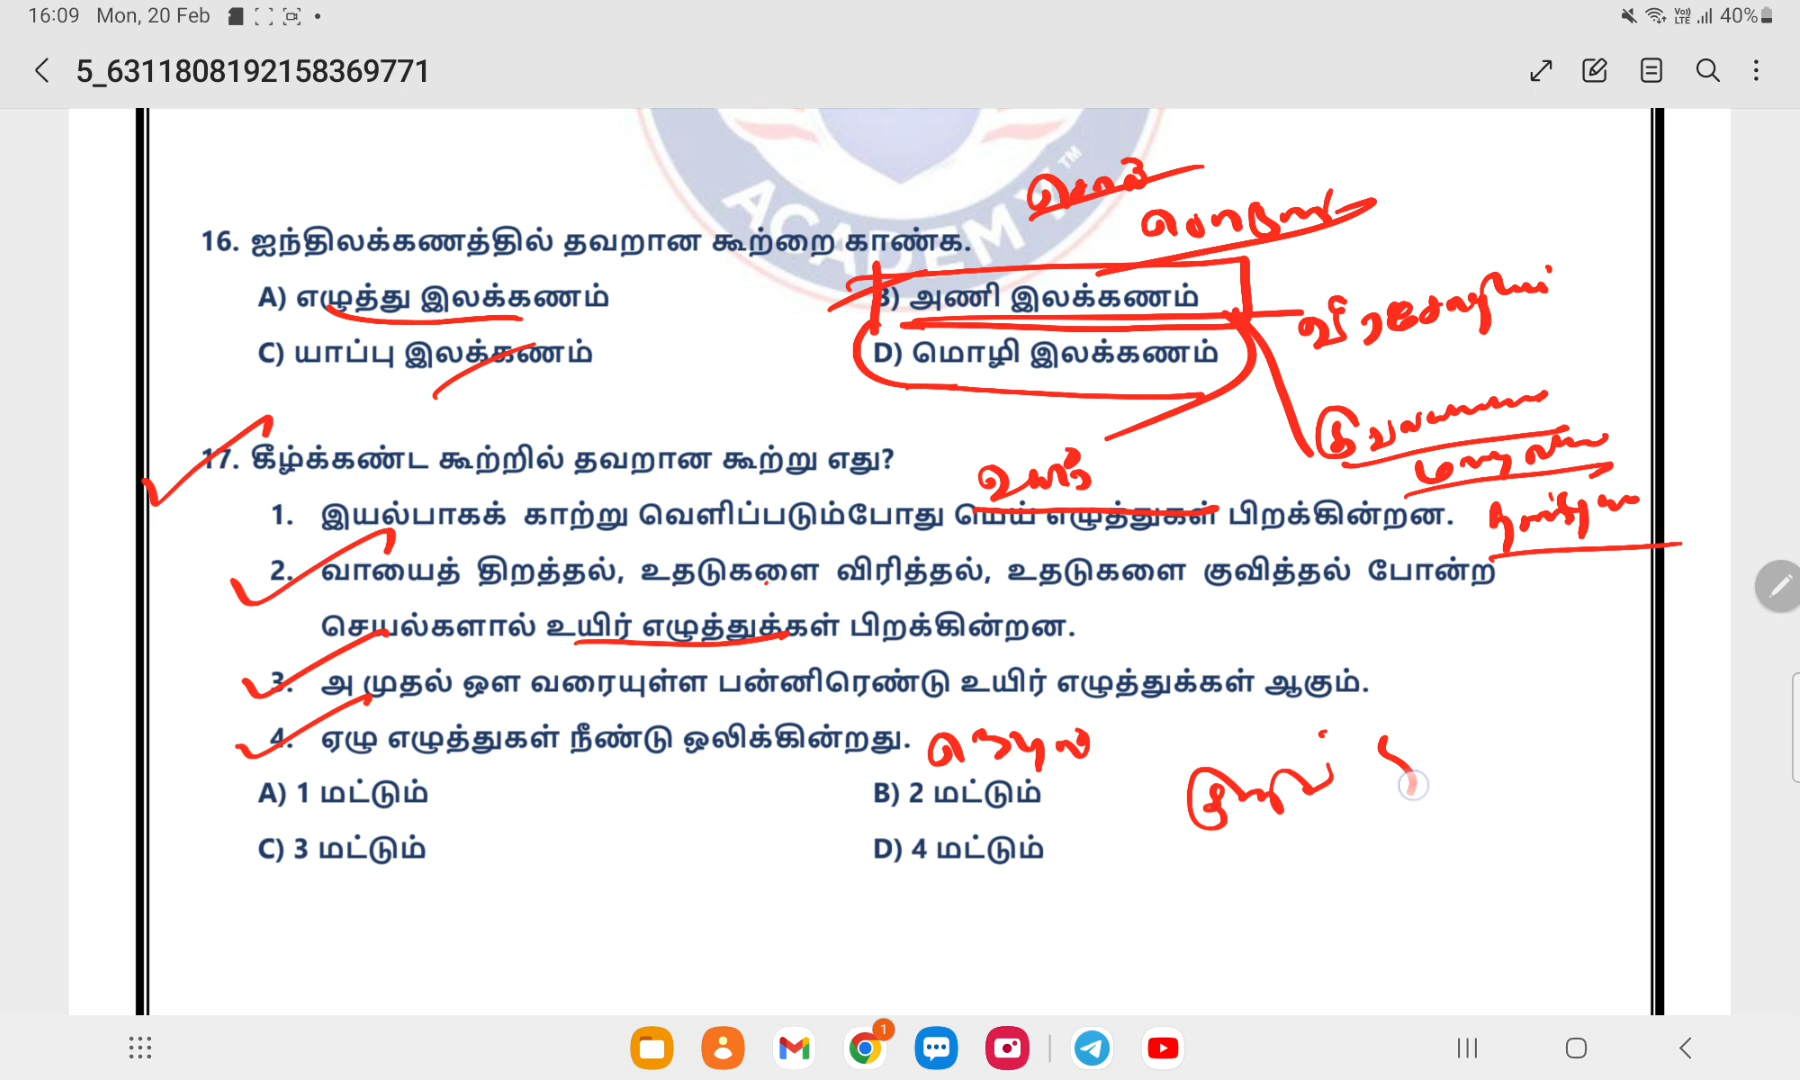 16:09 Mon, 20 Feb
40%
5_6311808192158369771
ACADEMY™
சொல்
பொருள்
16. ஐந்திலக்கணத்தில் தவறான கூற்றை காண்க.
A) எழுத்து இலக்கணம் B) அணி இலக்கணம்
C) யாப்பு இலக்கணம் D) மொழி இலக்கணம்
17. கீழ்க்கண்ட கூற்றில் தவறான கூற்று எது?
உயிர்
1. இயல்பாகக் காற்று வெளிப்படும்போது மெய் எழுத்துகள் பிறக்கின்றன.
2. வாயைத் திறத்தல், உதடுகளை விரித்தல், உதடுகளை குவித்தல் போன்ற
செயல்களால் உயிர் எழுத்துக்கள் பிறக்கின்றன.
3. அ முதல் ஔ வரையுள்ள பன்னிரெண்டு உயிர் எழுத்துக்கள் ஆகும்.
4. ஏழு எழுத்துகள் நீண்டு ஒலிக்கின்றது. நெடில்
A) 1 மட்டும் B) 2 மட்டும்
C) 3 மட்டும் D) 4 மட்டும்
1